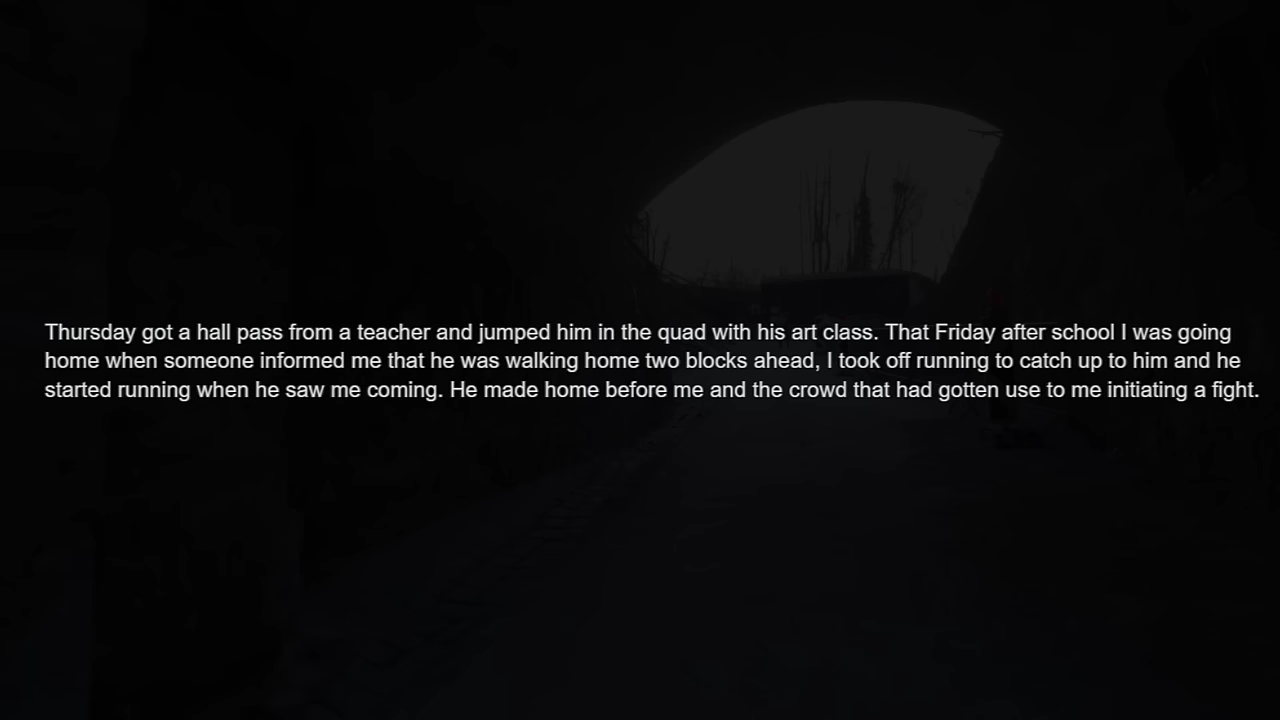 Thursday got a hall pass from a teacher and jumped him in the quad with his art class. That Friday after school I was going
home when someone informed me that he was walking home two blocks ahead, I took off running to catch up to him and he
started running when he saw me coming. He made home before me and the crowd that had gotten use to me initiating a fight.